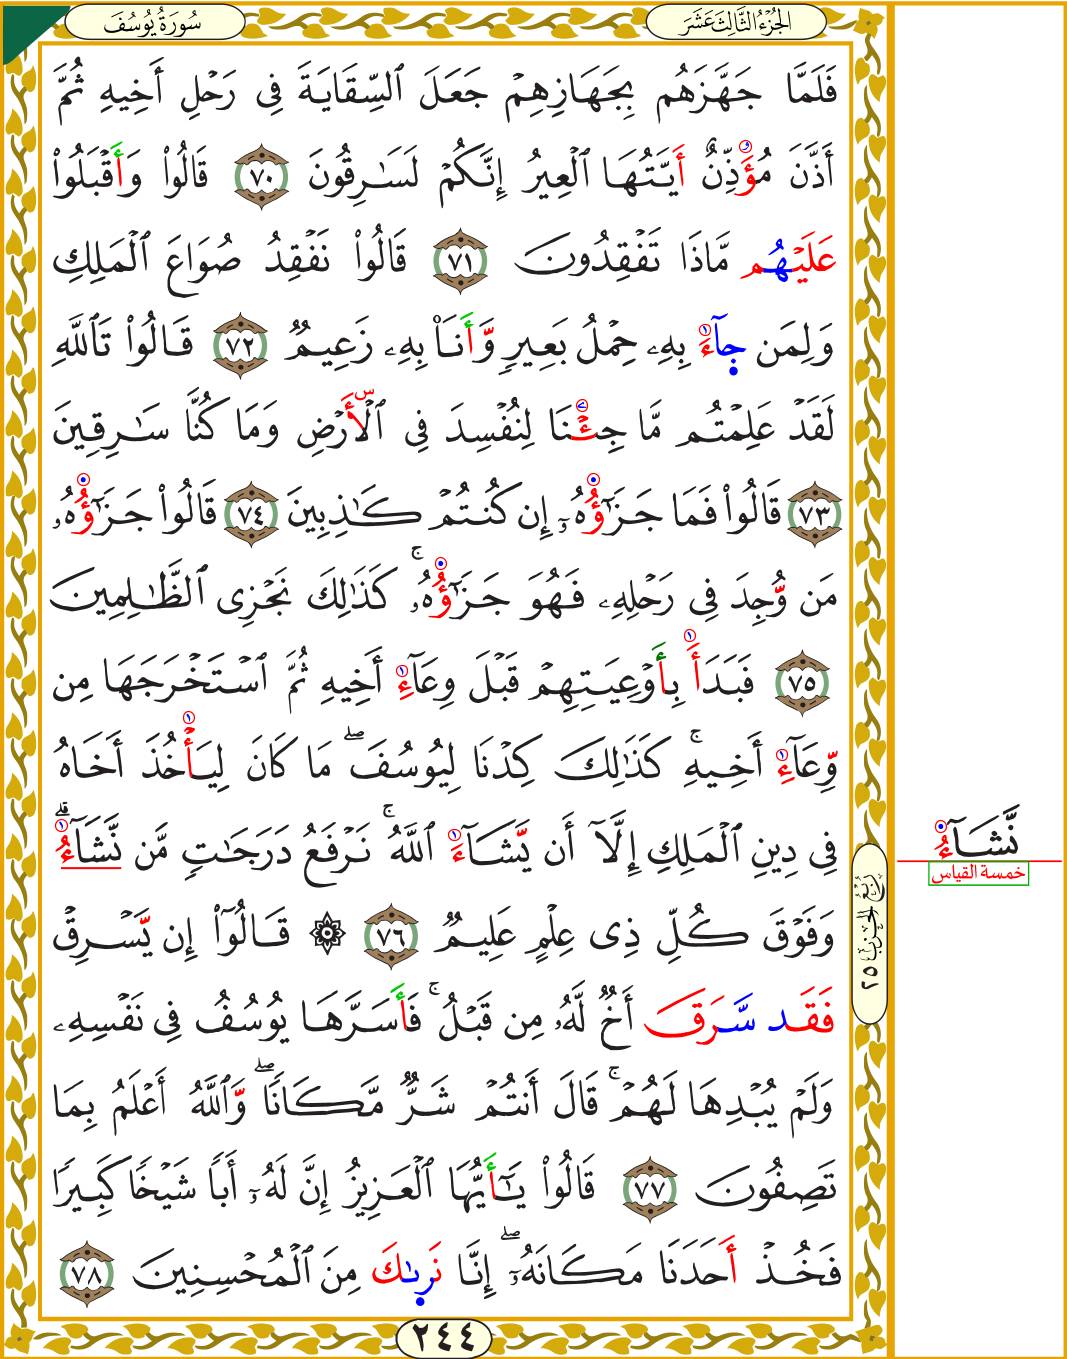 الجُزْءُ الثَّالِثَ عَشَرَ
سُورَةُ يُوسُفَ
فَلَمَّا جَهَّزَهُم بِجَهَازِهِمْ جَعَلَ ٱلسِّقَايَةَ فِى رَحْلِ أَخِيهِ ثُمَّ
أَذَّنَ مُؤَذِّنٌ أَيَّتُهَا ٱلْعِيرُ إِنَّكُمْ لَسَـٰرِقُونَ ٧٠ قَالُوا۟ وَأَقْبَلُوا۟
عَلَيْهُم مَّاذَا تَفْقِدُونَ ٧١ قَالُوا۟ نَفْقِدُ صُوَاعَ ٱلْمَلِكِ
وَلِمَن جَآءَ بِهِۦ حِمْلُ بَعِيرٍ وَّأَنَا۠ بِهِۦ زَعِيمٌ ٧٢ قَالُوا۟ تَٱللَّهِ
لَقَدْ عَلِمْتُم مَّا جِئْنَا لِنُفْسِدَ فِى ٱلْأَرْضِ وَمَا كُنَّا سَـٰرِقِينَ
٧٣ قَالُوا۟ فَمَا جَزَٰٓؤُهُۥٓ إِن كُنتُمْ كَـٰذِبِينَ ٧٤ قَالُوا۟ جَزَٰٓؤُهُۥ
مَن وُّجِدَ فِى رَحْلِهِۦ فَهُوَ جَزَٰٓؤُهُۥ ۚ كَذَٰلِكَ نَجْزِى ٱلظَّـٰلِمِينَ
٧٥ فَبَدَأَ بِأَوْعِيَتِهِمْ قَبْلَ وِعَآءِ أَخِيهِ ثُمَّ ٱسْتَخْرَجَهَا مِن
وِّعَآءِ أَخِيهِ ۚ كَذَٰلِكَ كِدْنَا لِيُوسُفَ ۖ مَا كَانَ لِيَأْخُذَ أَخَاهُ
فِى دِينِ ٱلْمَلِكِ إِلَّآ أَن يَّشَآءَ ٱللَّهُ ۚ نَرْفَعُ دَرَجَـٰتٍ مَّن نَّشَآءُ ۗ
وَفَوْقَ كُلِّ ذِى عِلْمٍ عَلِيمٌ ٧٦ ۞ قَالُوٓا۟ إِن يَّسْرِقْ
فَقَد سَّرَقَ أَخٌ لَّهُۥ مِن قَبْلُ ۚ فَأَسَرَّهَا يُوسُفُ فِى نَفْسِهِۦ
وَلَمْ يُبْدِهَا لَهُمْ ۚ قَالَ أَنتُمْ شَرٌّ مَّكَانًا ۖ وَّٱللَّهُ أَعْلَمُ بِمَا
تَصِفُونَ ٧٧ قَالُوا۟ يَـٰٓأَيُّهَا ٱلْعَزِيزُ إِنَّ لَهُۥٓ أَبًا شَيْخًا كَبِيرًا
فَخُذْ أَحَدَنَا مَكَانَهُۥٓ ۖ إِنَّا نَرَىٰكَ مِنَ ٱلْمُحْسِنِينَ ٧٨
نَّشَآءُ
خمسة القياس
رُبْعُ الْحِزْبِ ٢٥
٢٤٤